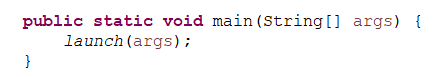 public static void main(String[] args) {
    launch(args);
}